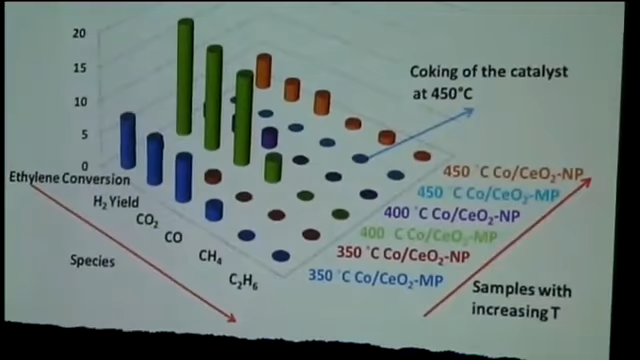 20
15
10
5
0
Ethylene Conversion
H₂ Yield
CO₂
CO
CH₄
C₂H₆
Species
Coking of the catalyst
at 450°C
450 °C Co/CeO₂-NP
450 °C Co/CeO₂-MP
400 °C Co/CeO₂-NP
400 °C Co/CeO₂-MP
350 °C Co/CeO₂-NP
350 °C Co/CeO₂-MP
Samples with
increasing T